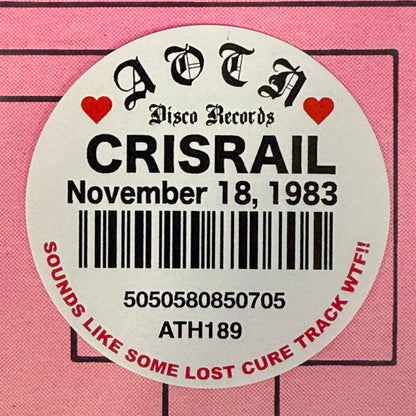 AOTN
Disco Records
CRISRAIL
November 18, 1983
5050580850705
ATH189
SOUNDS LIKE SOME LOST CURE TRACK WTF!!